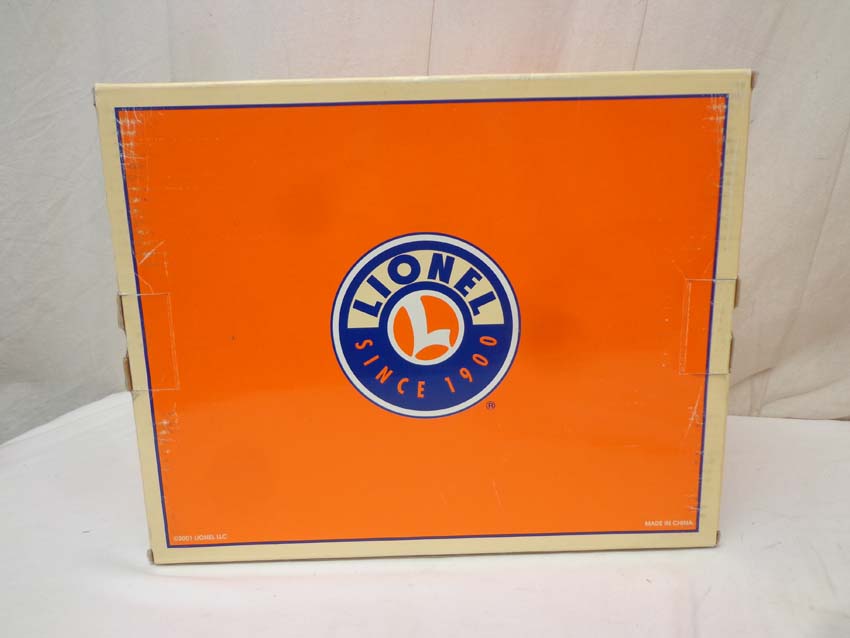 LIONEL
L
SINCE 1900
®
©2001 LIONEL LLC
MADE IN CHINA